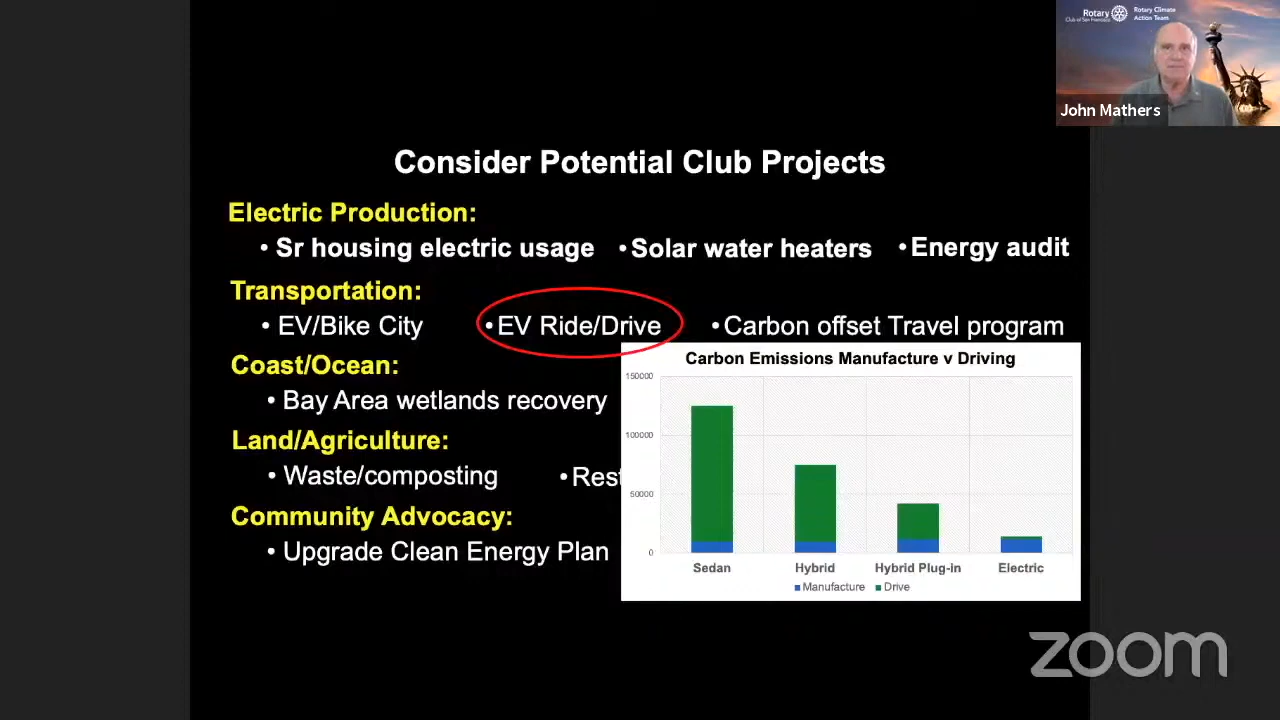 Rotary
Club of San Francisco
Rotary Climate
Action Team
John Mathers
Consider Potential Club Projects
Electric Production:
• Sr housing electric usage • Solar water heaters • Energy audit
Transportation:
• EV/Bike City • EV Ride/Drive • Carbon offset Travel program
Coast/Ocean:
• Bay Area wetlands recovery
Land/Agriculture:
• Waste/composting • Rest
Community Advocacy:
• Upgrade Clean Energy Plan
Carbon Emissions Manufacture v Driving
150000
100000
50000
0
Sedan Hybrid Hybrid Plug-in Electric
Manufacture Drive
zoom